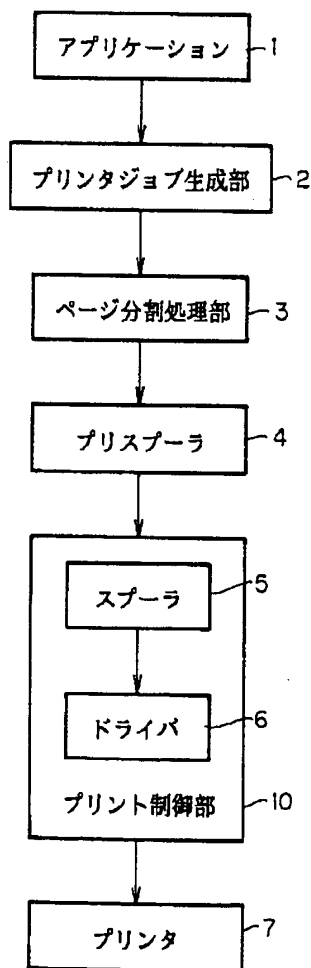 アプリケーション 1
プリンタジョブ生成部 2
ページ分割処理部 3
プリスプーラ 4
スプーラ 5
ドライバ 6
プリント制御部 10
プリンタ 7